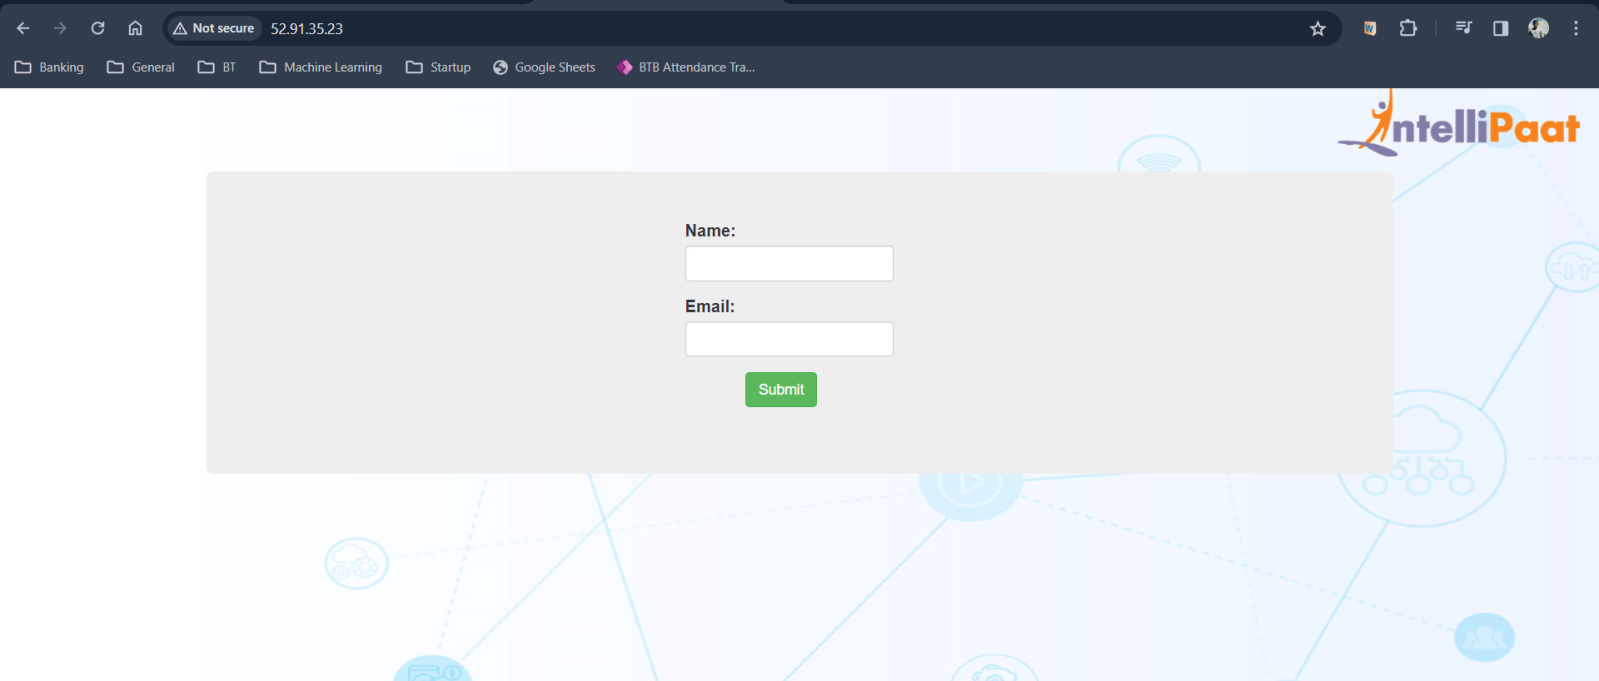 Not secure 52.91.35.23
Banking General BT Machine Learning Startup Google Sheets BTB Attendance Tra...
IntelliPaat
Name:
Email:
Submit